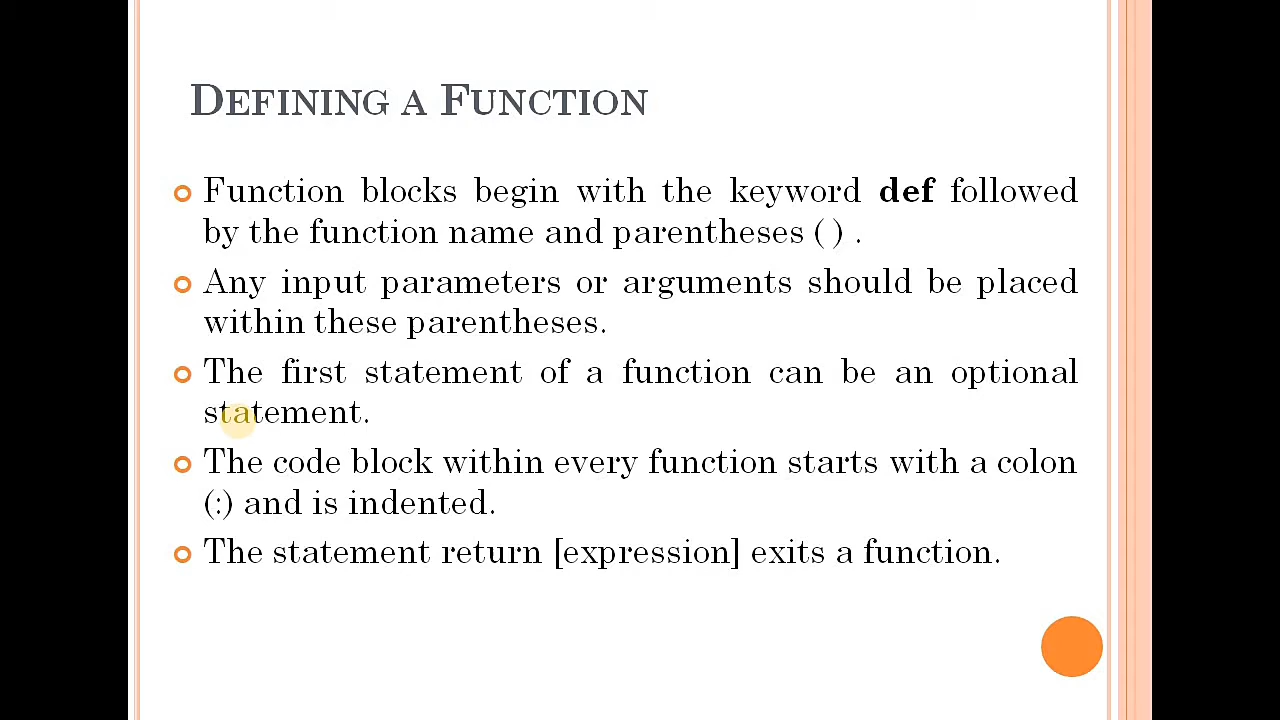 DEFINING A FUNCTION
Function blocks begin with the keyword def followed
by the function name and parentheses ( ) .
Any input parameters or arguments should be placed
within these parentheses.
The first statement of a function can be an optional
statement.
The code block within every function starts with a colon
(:) and is indented.
The statement return [expression] exits a function.